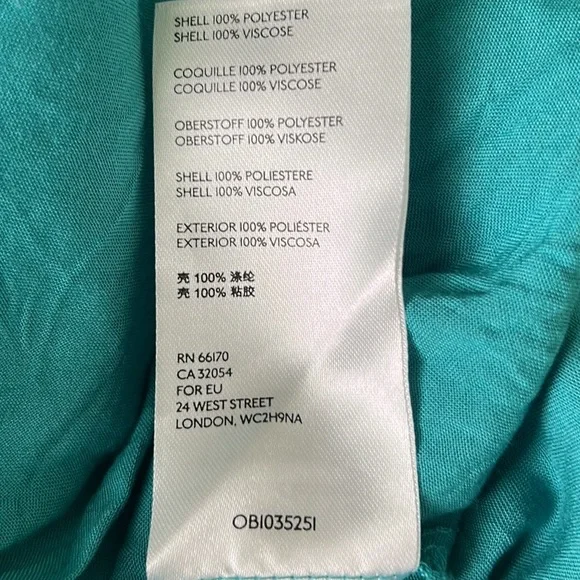 SHELL 100% POLYESTER
SHELL 100% VISCOSE
COQUILLE 100% POLYESTER
COQUILLE 100% VISCOSE
OBERSTOFF 100% POLYESTER
OBERSTOFF 100% VISKOSE
SHELL 100% POLIESTERE
SHELL 100% VISCOSA
EXTERIOR 100% POLIÉSTER
EXTERIOR 100% VISCOSA
壳 100% 涤纶
壳 100% 粘胶
RN 66170
CA 32054
FOR EU
24 WEST STREET
LONDON, WC2H9NA
OB1035251